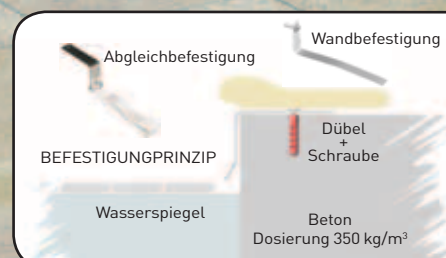 Wandbefestigung
Abgleichbefestigung
Dübel
+
Schraube
BEFESTIGUNGPRINZIP
Wasserspiegel
Beton
Dosierung 350 kg/m³